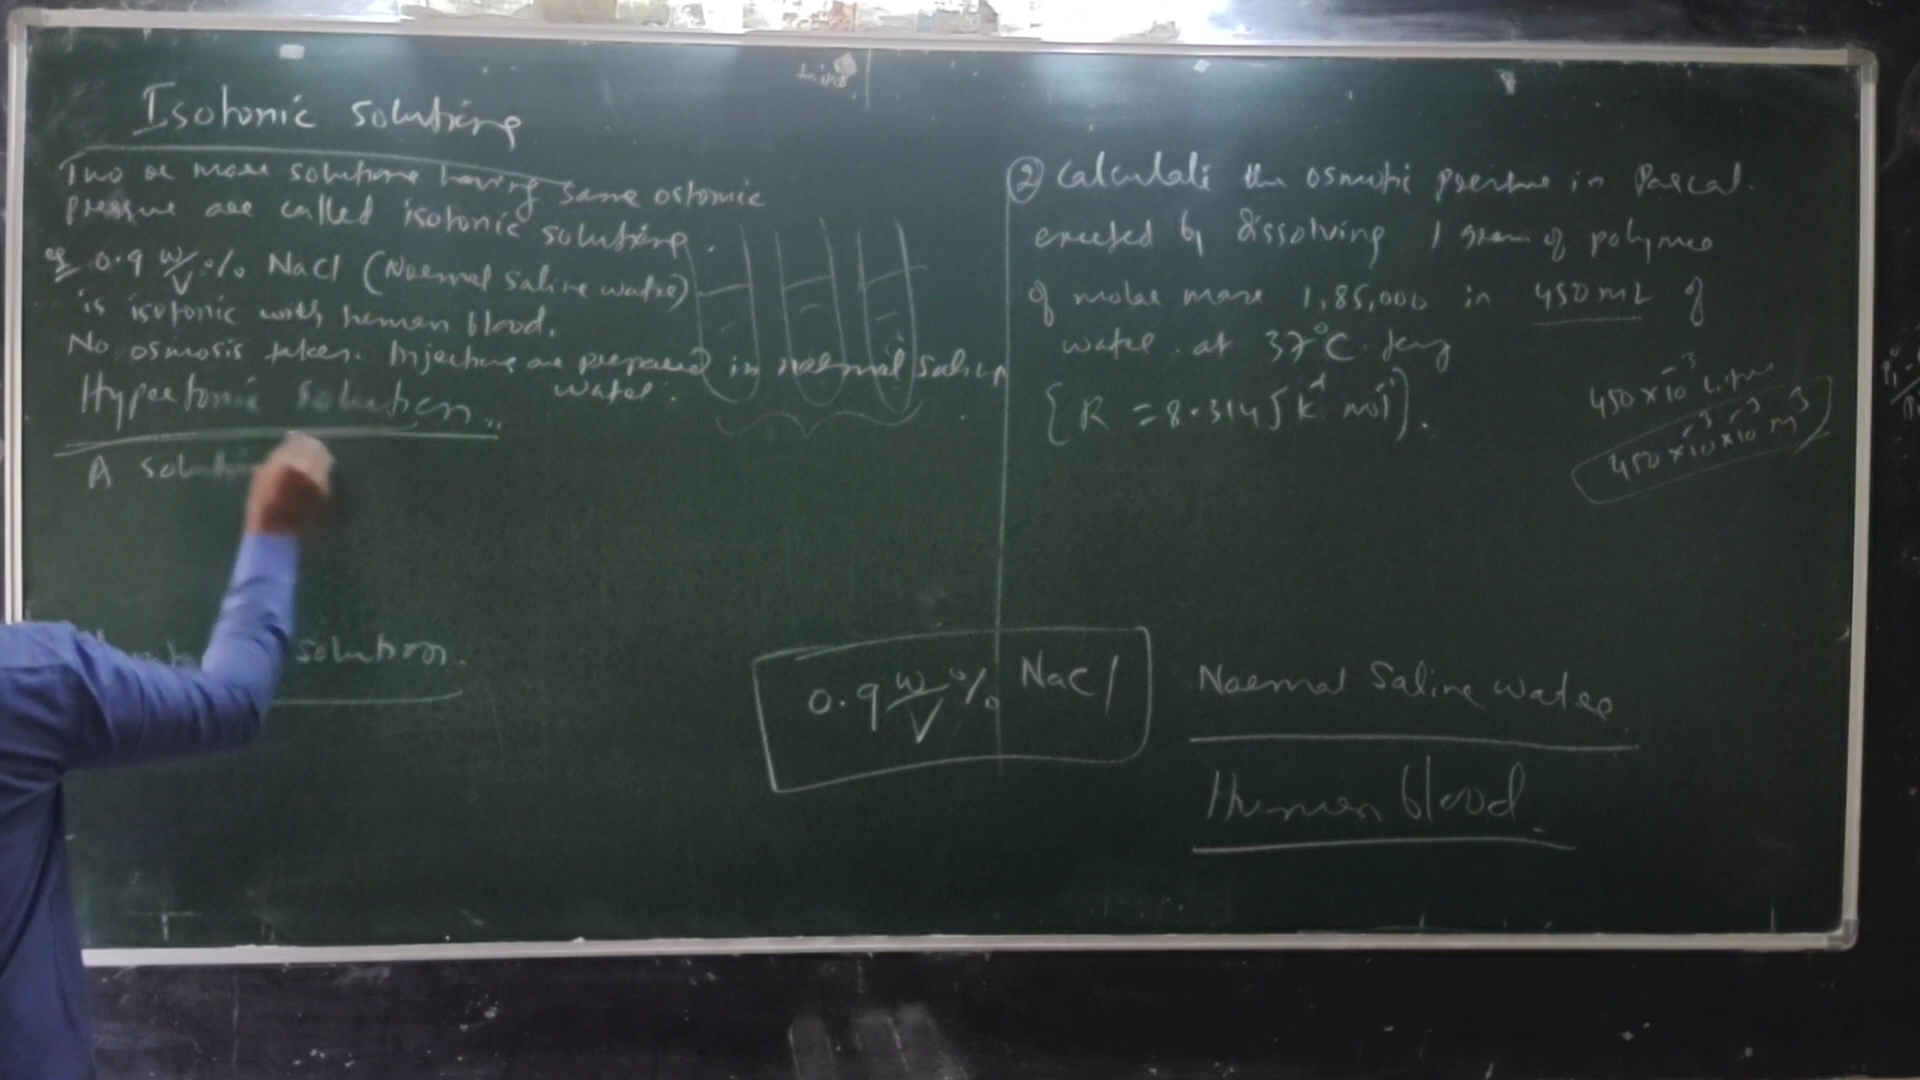 Isotonic solutions
Two or more solutions having same ostomic
pressure are called isotonic solutions.
eg 0.9 w/v % NaCl (Normal saline water)
is isotonic with human blood.
No osmosis takes. Injections are prepared in normal saline
water.
Hypertonic solution
A solution
solution.
② Calculate the osmotic pressure in Pascal
exerted by dissolving 1 gram of polymer
of molar mass 1,85,000 in 450 mL of
water at 37°C
{R = 8.314 J K⁻¹ mol⁻¹}.
450 × 10⁻³ Litre
450 × 10⁻³ × 10⁻³ m³
0.9 w/v % NaCl
Normal Saline water
Human blood.